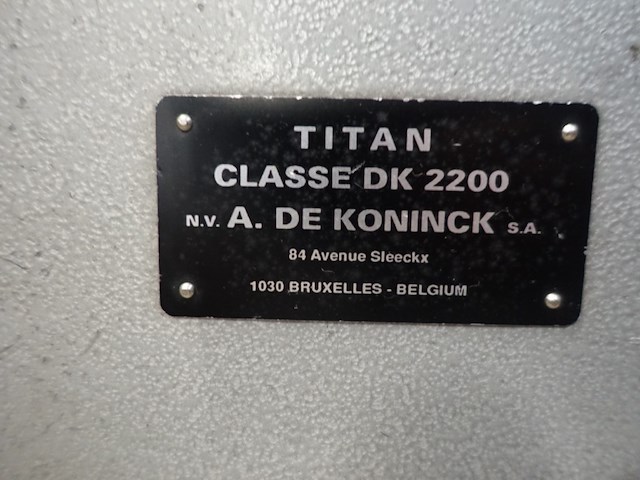 TITAN
CLASSE DK 2200
N.V. A. DE KONINCK S.A.
84 Avenue Sleeckx
1030 BRUXELLES - BELGIUM